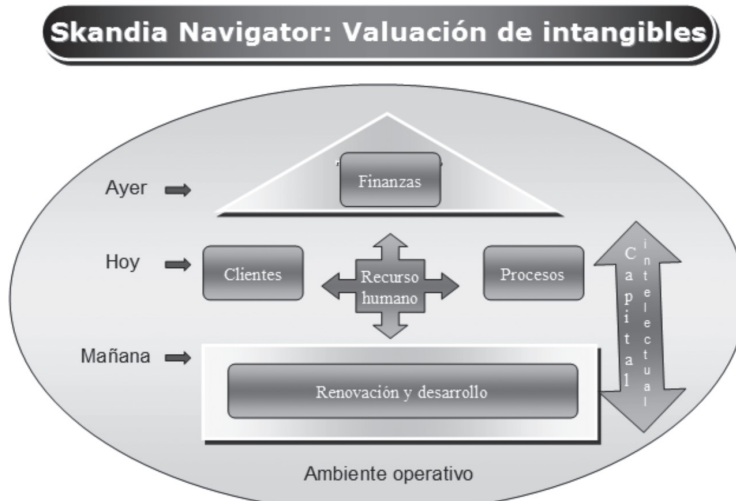 Skandia Navigator: Valuación de intangibles
Ayer
Finanzas
Hoy
Clientes
Recurso
humano
Procesos
Capital
intelectual
Mañana
Renovación y desarrollo
Ambiente operativo